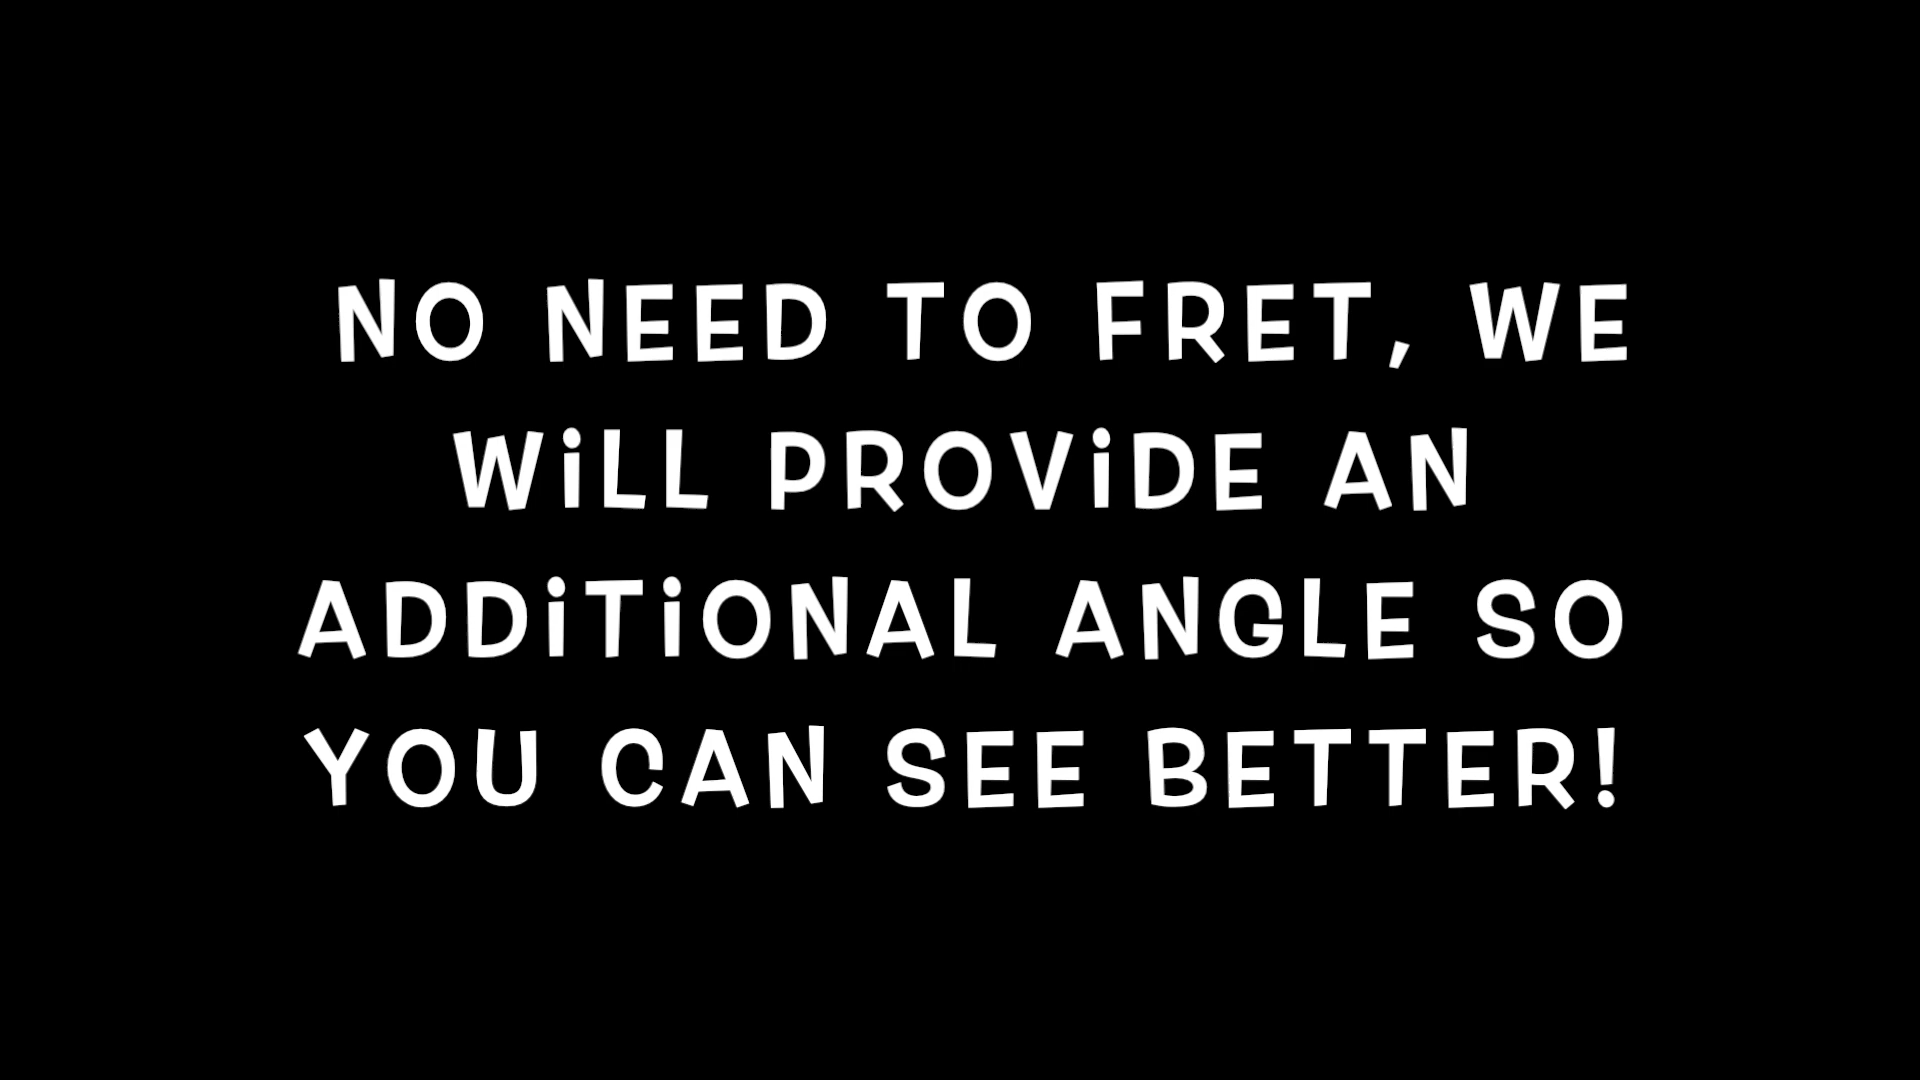 NO NEED TO FRET, WE
WiLL PROViDE AN
ADDiTiONAL ANGLE SO
YOU CAN SEE BETTER!